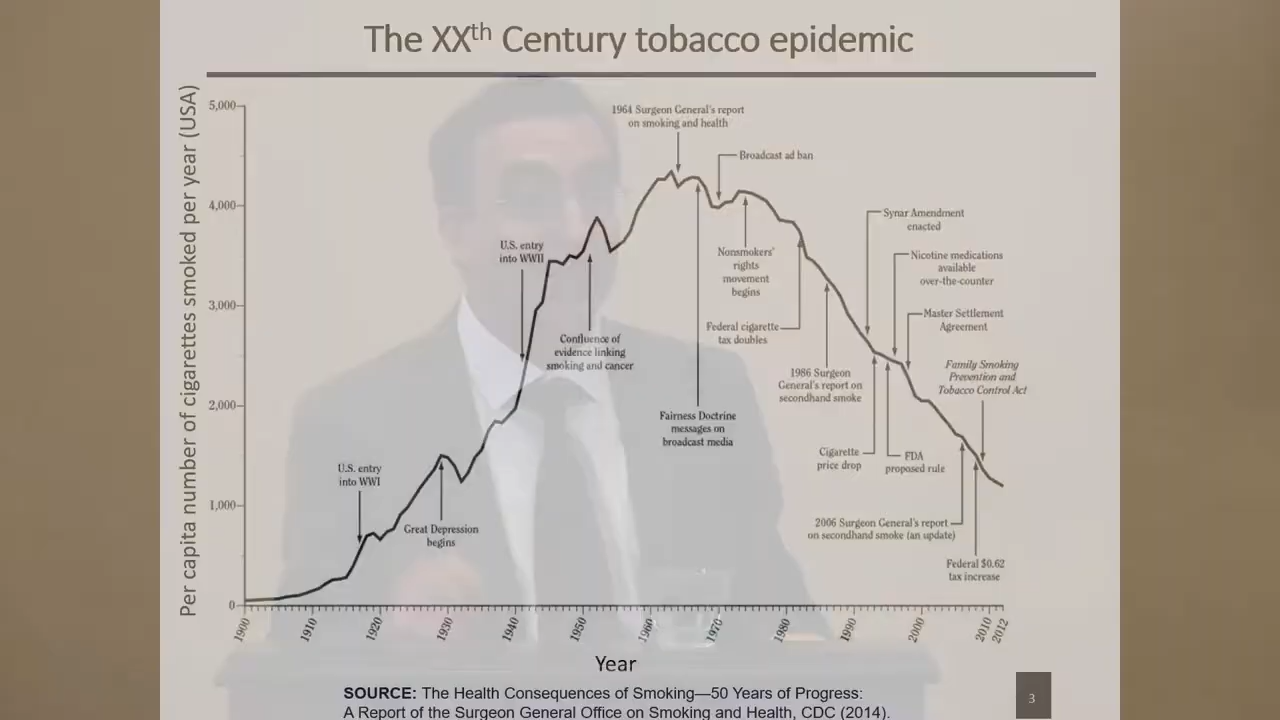 The XXth Century tobacco epidemic
Per capita number of cigarettes smoked per year (USA)
5,000
4,000
3,000
2,000
1,000
0
1964 Surgeon General's report
on smoking and health
Broadcast ad ban
Synar Amendment
enacted
U.S. entry
into WWII
Nonsmokers'
rights
movement
begins
Nicotine medications
available
over-the-counter
Master Settlement
Agreement
Federal cigarette
tax doubles
Confluence of
evidence linking
smoking and cancer
Family Smoking
Prevention and
Tobacco Control Act
1986 Surgeon
General's report on
secondhand smoke
Fairness Doctrine
messages on
broadcast media
Cigarette
price drop
FDA
proposed rule
U.S. entry
into WWI
Great Depression
begins
2006 Surgeon General's report
on secondhand smoke (an update)
Federal $0.62
tax increase
1900
1910
1920
1930
1940
1950
1960
1970
1980
1990
2000
2010
2012
Year
SOURCE: The Health Consequences of Smoking—50 Years of Progress:
A Report of the Surgeon General Office on Smoking and Health, CDC (2014).
3